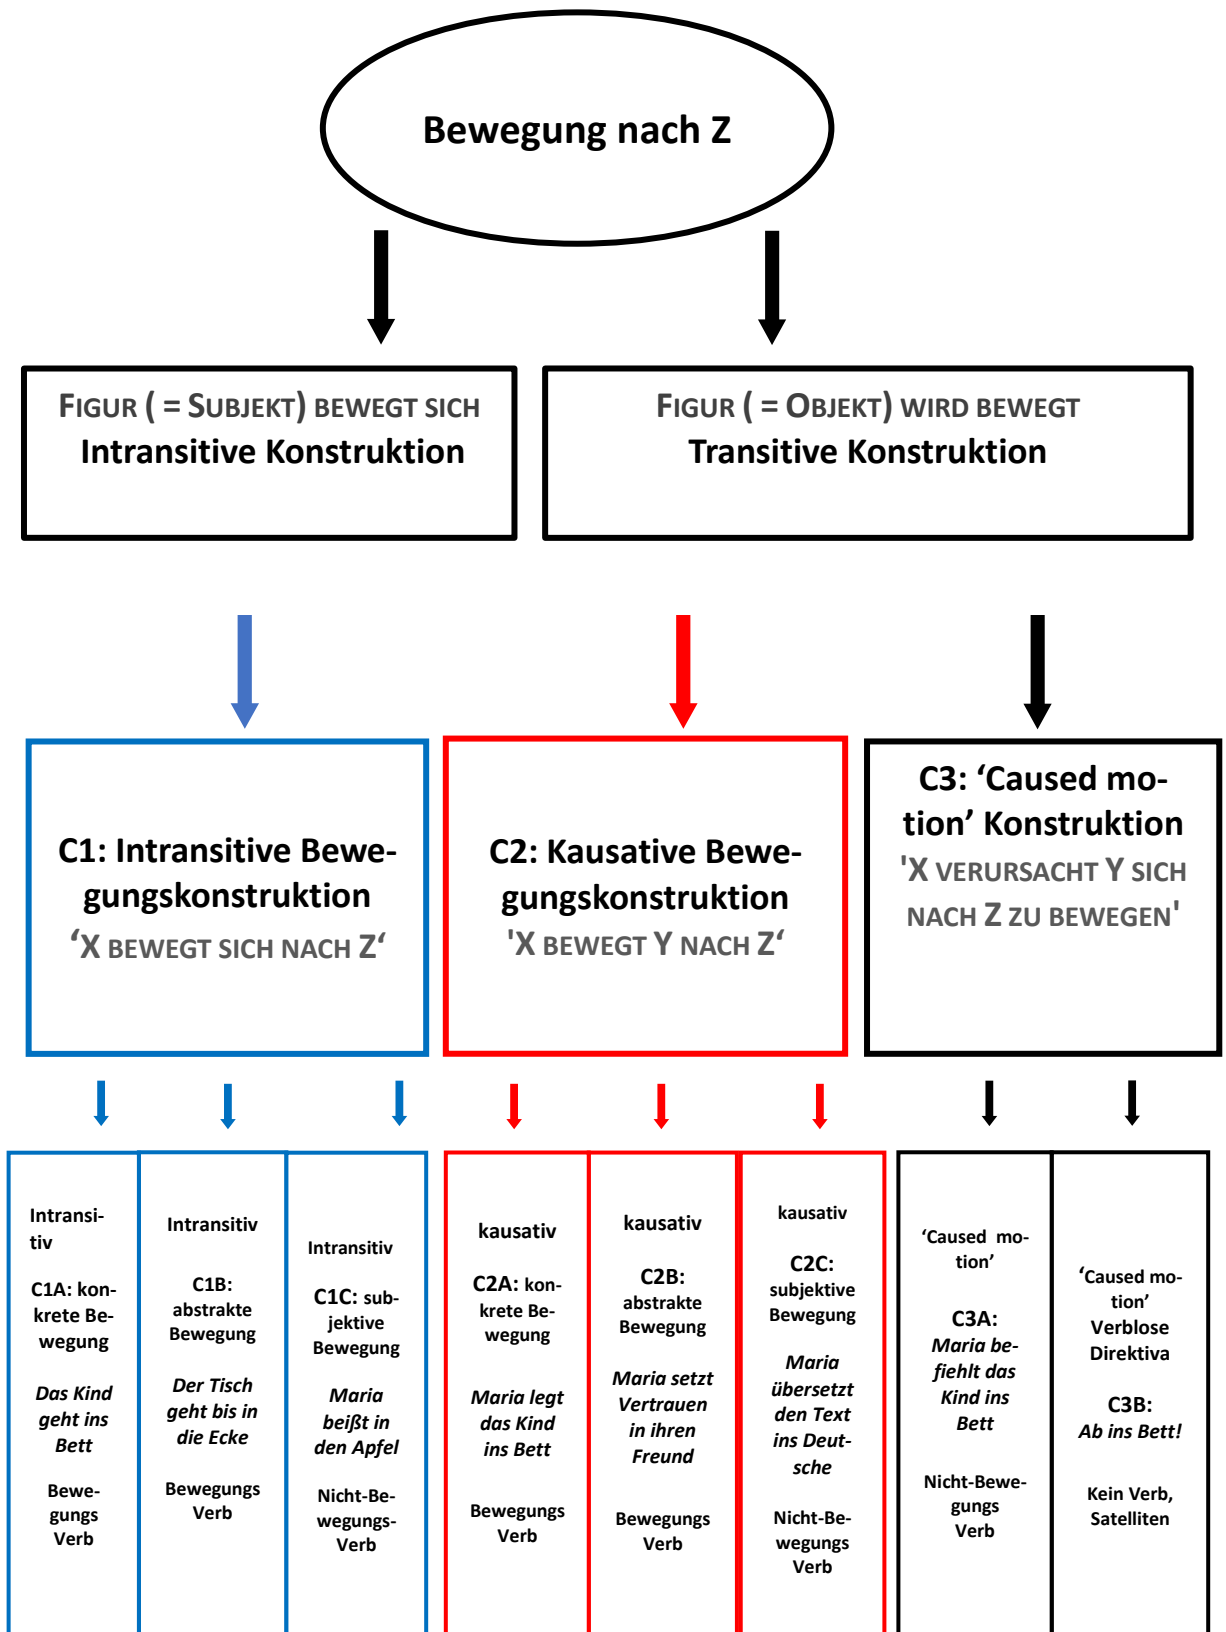 Bewegung nach Z
FIGUR ( = SUBJEKT) BEWEGT SICH
Intransitive Konstruktion
FIGUR ( = OBJEKT) WIRD BEWEGT
Transitive Konstruktion
C1: Intransitive Bewe-
gungskonstruktion
‘X BEWEGT SICH NACH Z‘
C2: Kausative Bewe-
gungskonstruktion
'X BEWEGT Y NACH Z‘
C3: ‘Caused mo-
tion’ Konstruktion
'X VERURSACHT Y SICH
NACH Z ZU BEWEGEN'
Intransi-
tiv
C1A: kon-
krete Be-
wegung
Das Kind
geht ins
Bett
Bewe-
gungs
Verb
Intransitiv
C1B:
abstrakte
Bewegung
Der Tisch
geht bis in
die Ecke
Bewegungs
Verb
Intransitiv
C1C: sub-
jektive
Bewegung
Maria
beißt in
den Apfel
Nicht-Be-
wegungs-
Verb
kausativ
C2A: kon-
krete Be-
wegung
Maria legt
das Kind
ins Bett
Bewegungs
Verb
kausativ
C2B:
abstrakte
Bewegung
Maria setzt
Vertrauen
in ihren
Freund
Bewegungs
Verb
kausativ
C2C:
subjektive
Bewegung
Maria
übersetzt
den Text
ins Deut-
sche
Nicht-Be-
wegungs
Verb
‘Caused mo-
tion’
C3A:
Maria be-
fiehlt das
Kind ins
Bett
Nicht-Bewe-
gungs
Verb
‘Caused mo-
tion’
Verblose
Direktiva
C3B:
Ab ins Bett!
Kein Verb,
Satelliten